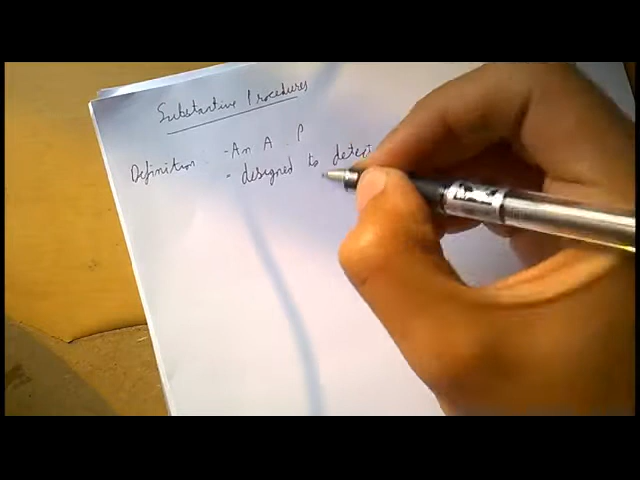 Substantive Procedures
Definition : - An A . P
- designed to detect